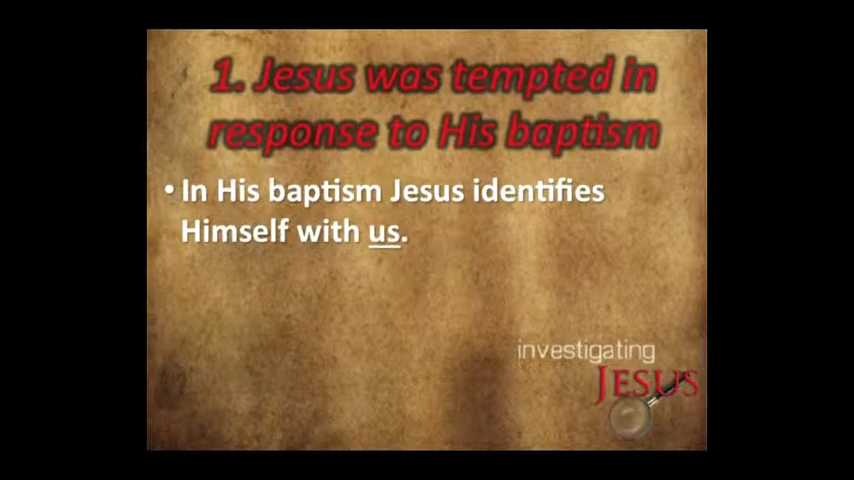 1. Jesus was tempted in
response to His baptism
• In His baptism Jesus identifies
Himself with us.
investigating
JESUS